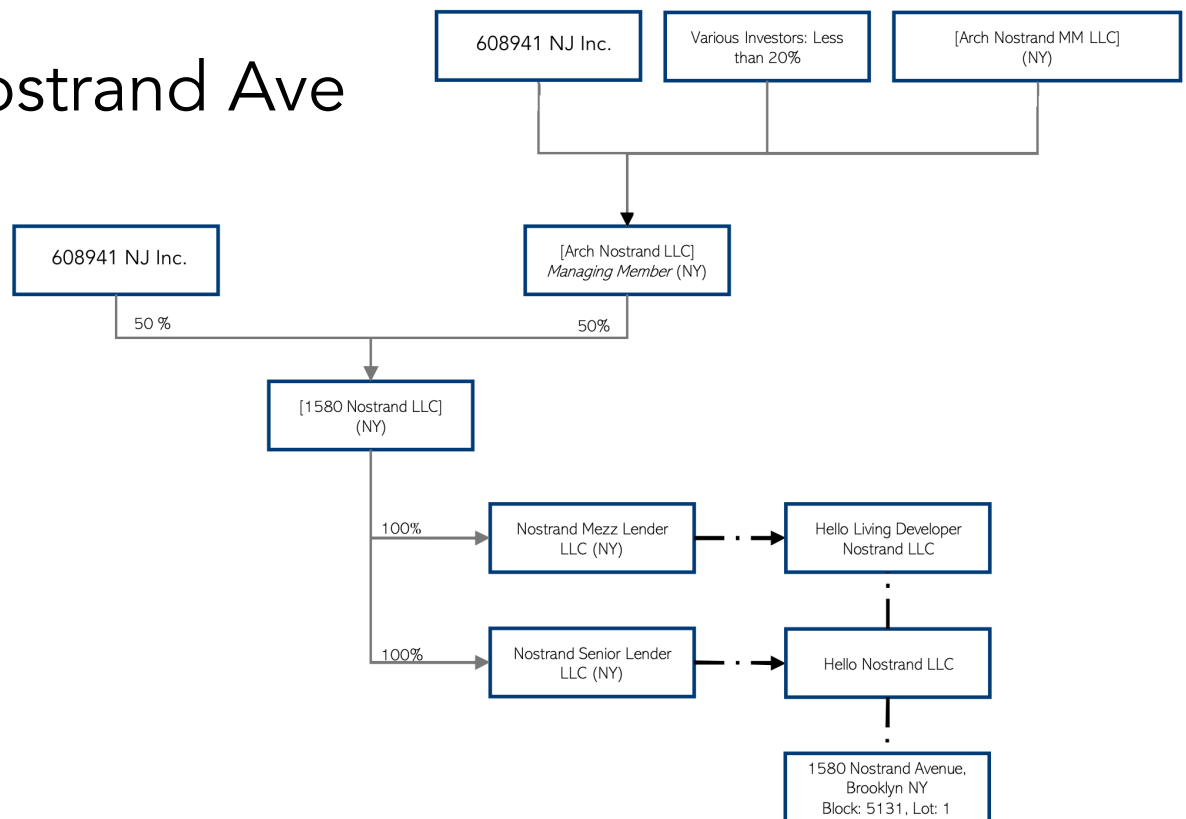 ostrand Ave
608941 NJ Inc.
Various Investors: Less
than 20%
[Arch Nostrand MM LLC]
(NY)
608941 NJ Inc.
[Arch Nostrand LLC]
Managing Member (NY)
50 %
50%
[1580 Nostrand LLC]
(NY)
100%
Nostrand Mezz Lender
LLC (NY)
Hello Living Developer
Nostrand LLC
100%
Nostrand Senior Lender
LLC (NY)
Hello Nostrand LLC
1580 Nostrand Avenue,
Brooklyn NY
Block: 5131, Lot: 1